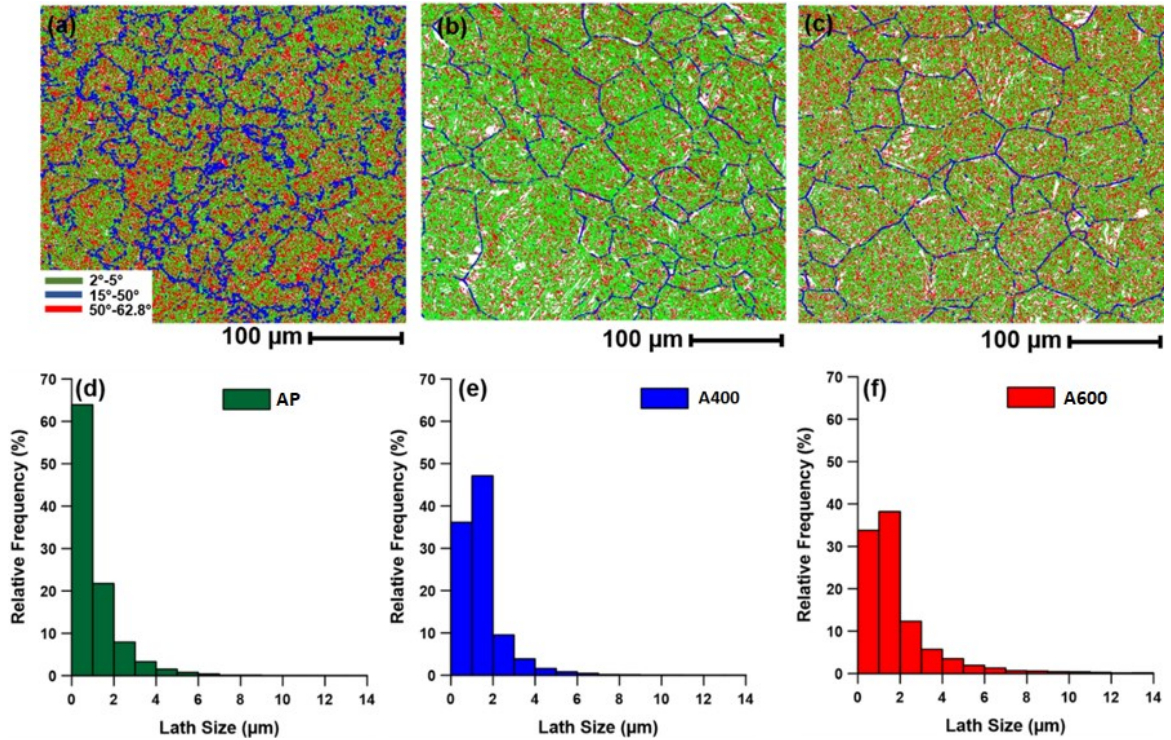 (a)
(b)
(c)
2°-5°
15°-50°
50°-62.8°
100 µm
100 µm
100 µm
70
60
50
40
30
20
10
0
Relative Frequency (%)
(d)
AP
0 2 4 6 8 10 12 14
Lath Size (µm)
70
60
50
40
30
20
10
0
Relative Frequency (%)
(e)
A400
0 2 4 6 8 10 12 14
Lath Size (µm)
70
60
50
40
30
20
10
0
Relative Frequency (%)
(f)
A600
0 2 4 6 8 10 12 14
Lath Size (µm)